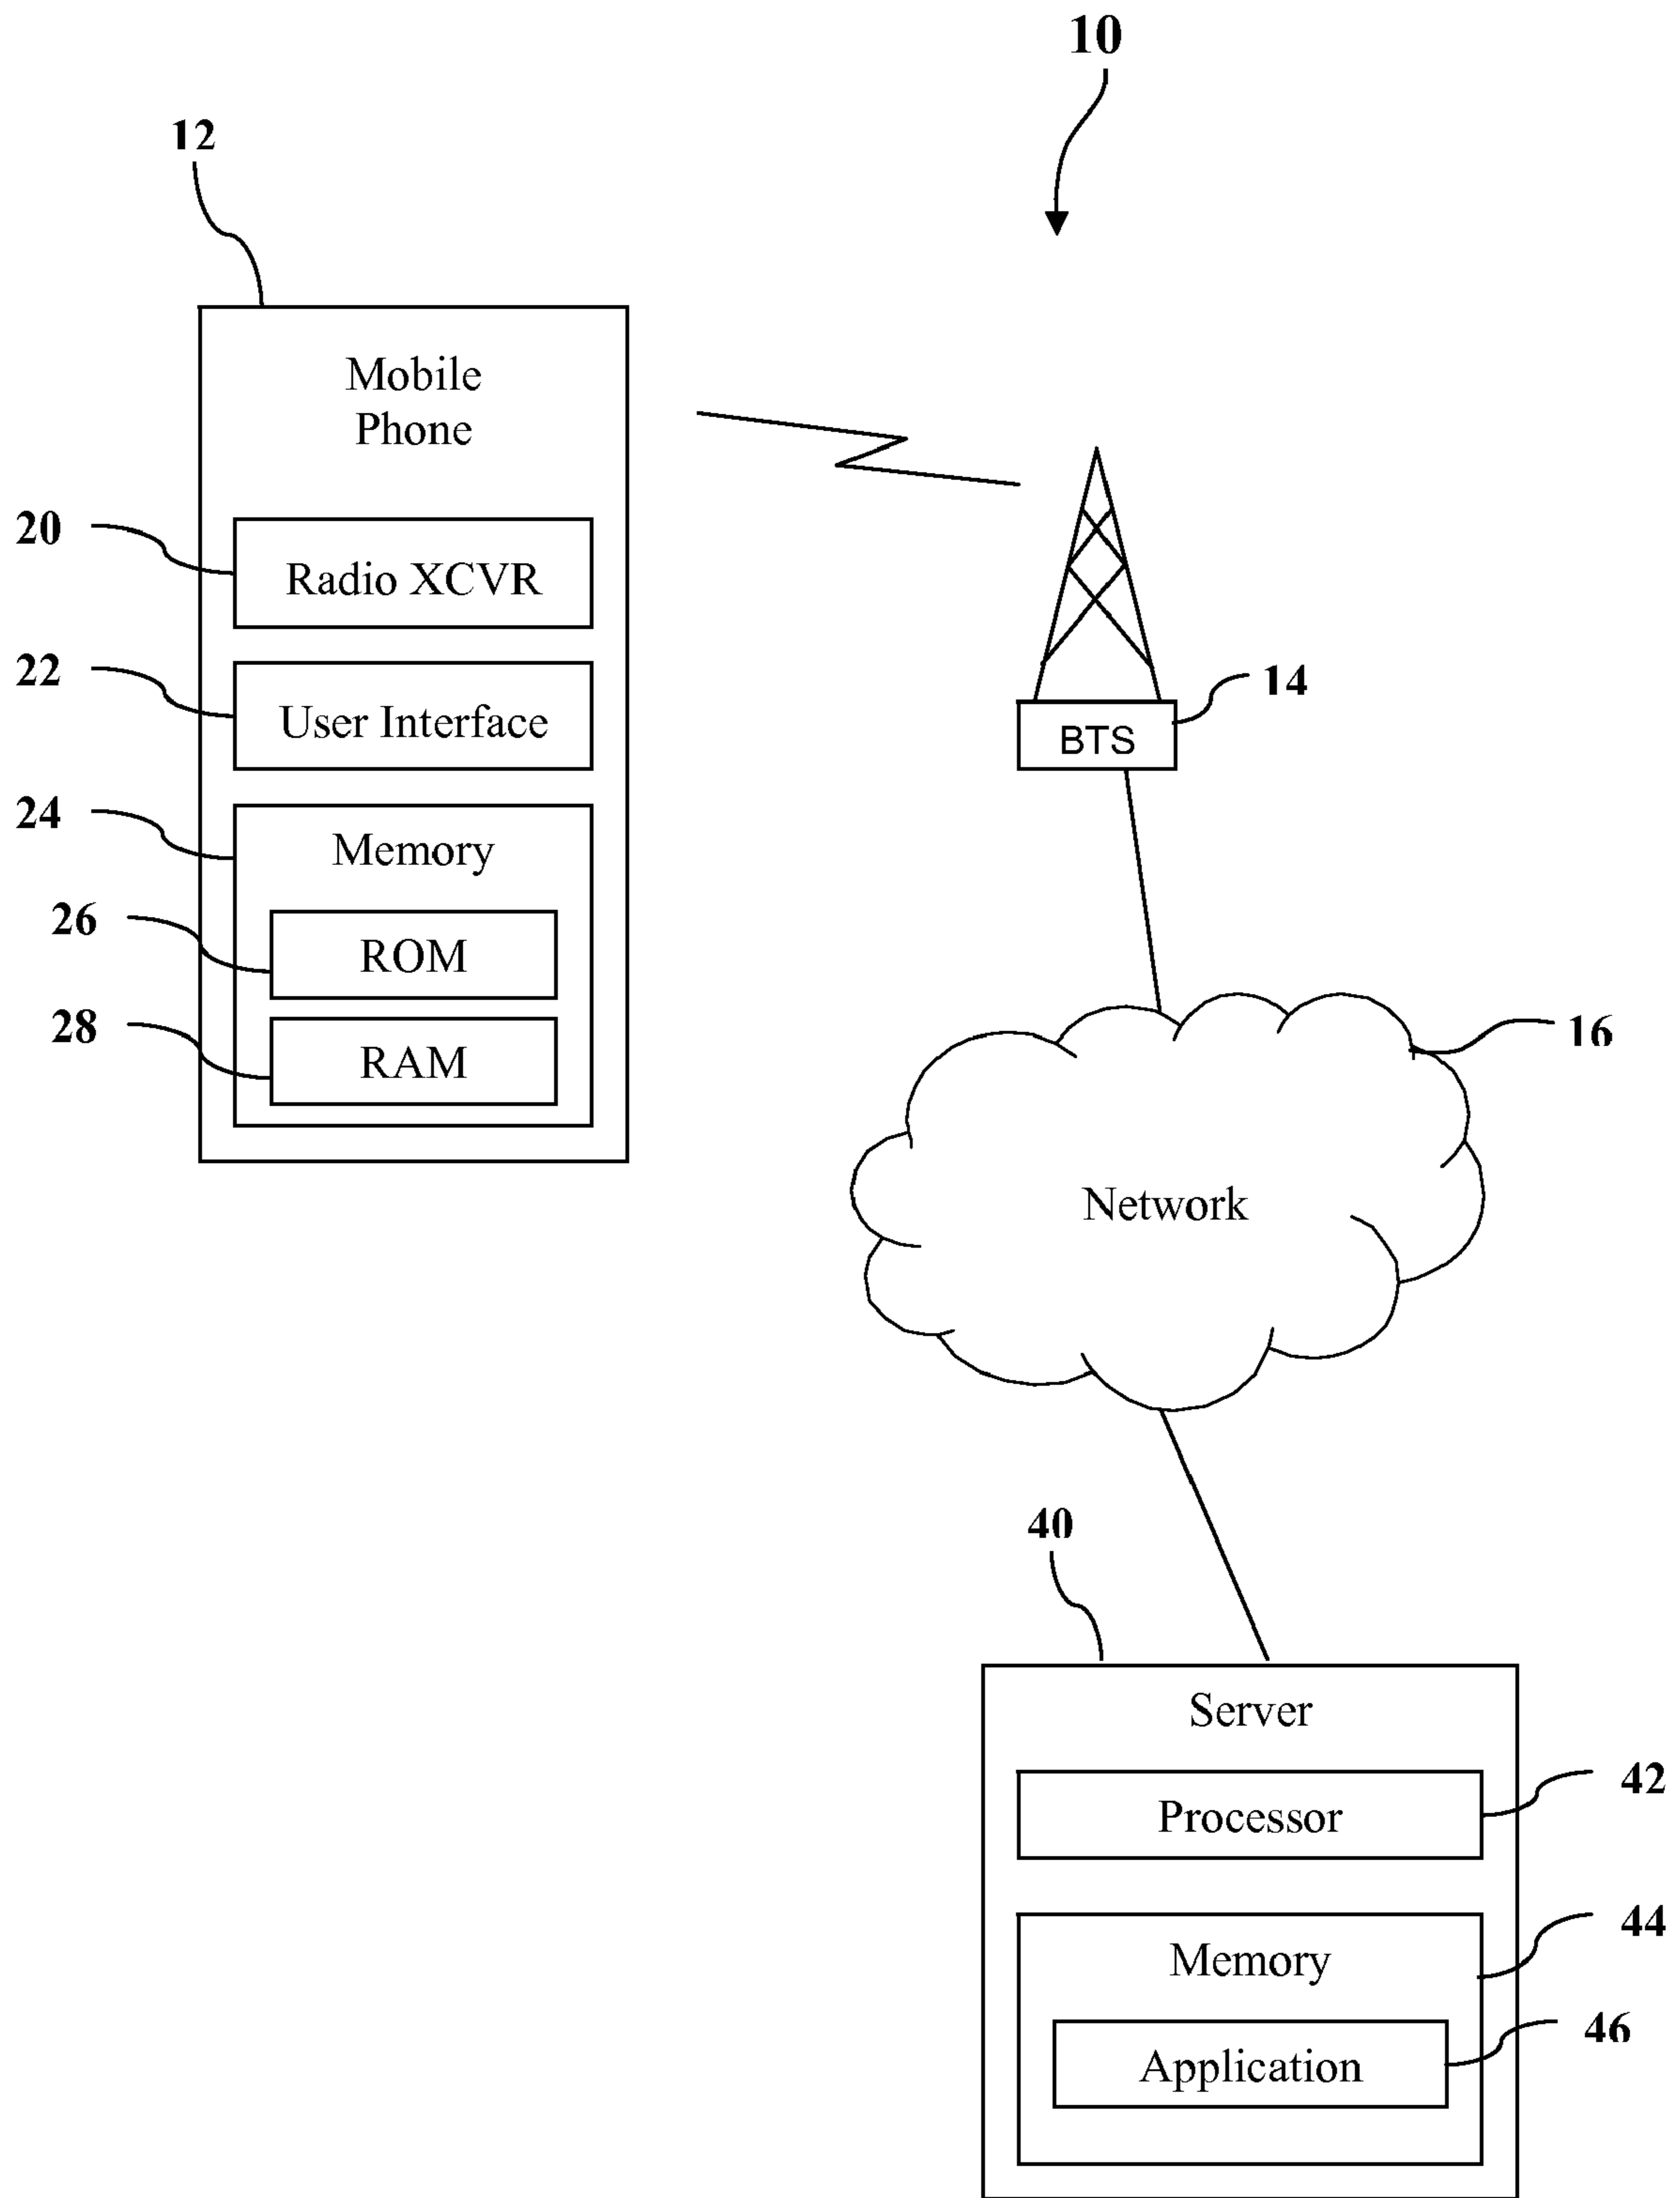 10
12
Mobile
Phone
20
Radio XCVR
22
User Interface
24
Memory
26
ROM
28
RAM
14
BTS
16
Network
40
Server
42
Processor
44
Memory
46
Application